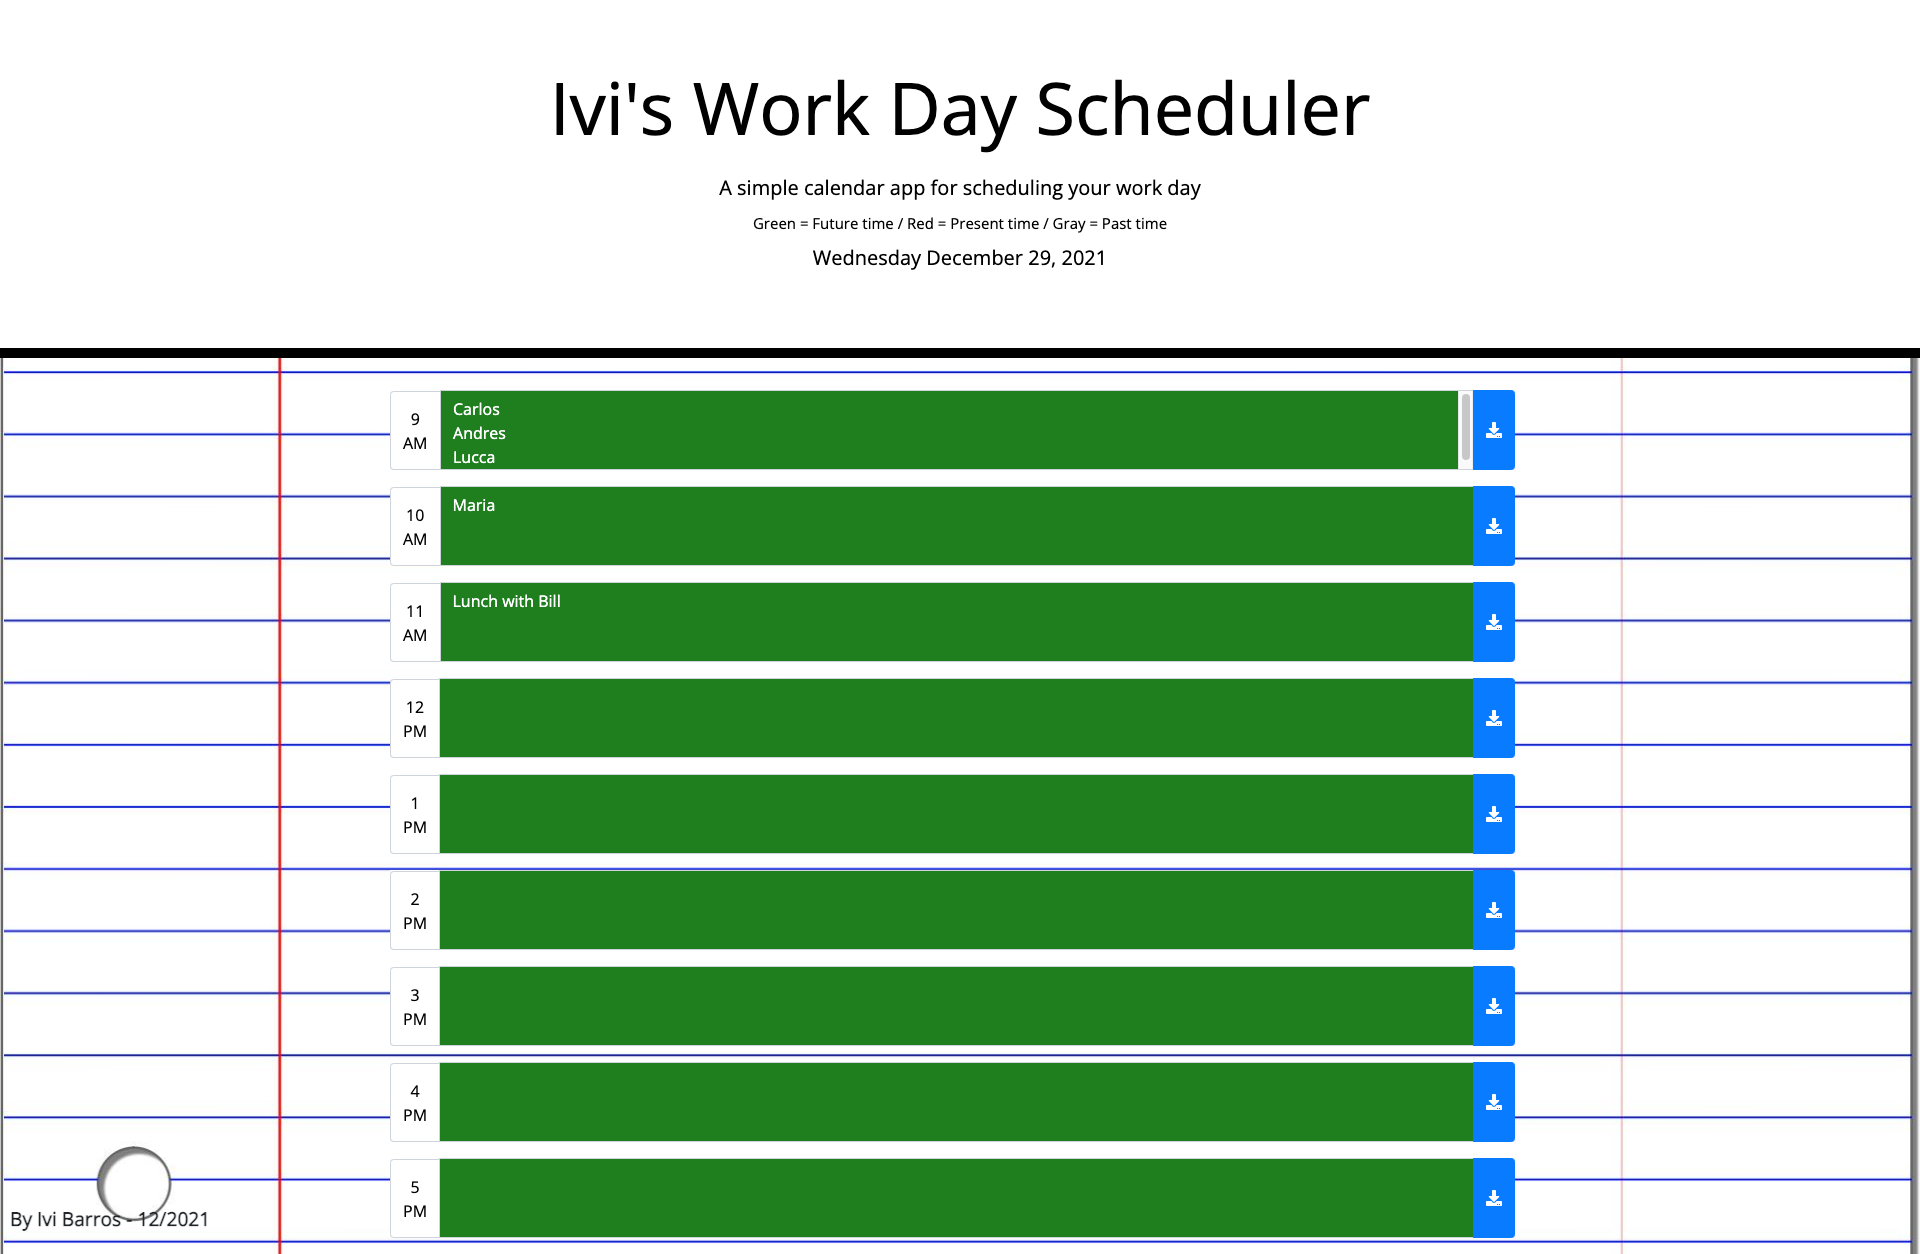 Ivi's Work Day Scheduler
A simple calendar app for scheduling your work day
Green = Future time / Red = Present time / Gray = Past time
Wednesday December 29, 2021
9
AM
Carlos
Andres
Lucca
10
AM
Maria
11
AM
Lunch with Bill
12
PM
1
PM
2
PM
3
PM
4
PM
5
PM
By Ivi Barros - 12/2021